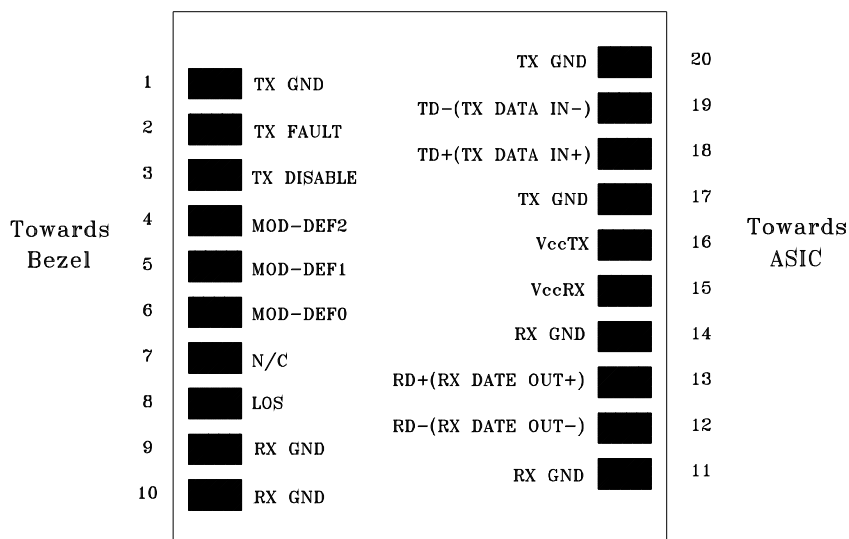 Towards
Bezel
1 TX GND
2 TX FAULT
3 TX DISABLE
4 MOD-DEF2
5 MOD-DEF1
6 MOD-DEF0
7 N/C
8 LOS
9 RX GND
10 RX GND
TX GND 20
TD-(TX DATA IN-) 19
TD+(TX DATA IN+) 18
TX GND 17
VccTX 16
VccRX 15
RX GND 14
RD+(RX DATE OUT+) 13
RD-(RX DATE OUT-) 12
RX GND 11
Towards
ASIC